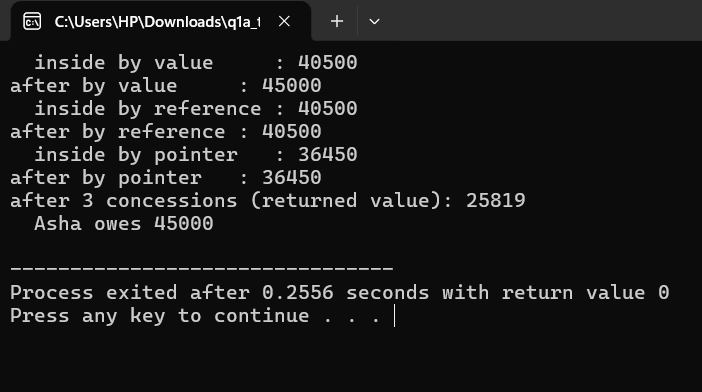 C:\Users\HP\Downloads\q1a_t
  inside by value     : 40500
after by value     : 45000
  inside by reference : 40500
after by reference : 40500
  inside by pointer   : 36450
after by pointer   : 36450
after 3 concessions (returned value): 25819
  Asha owes 45000
--------------------------------
Process exited after 0.2556 seconds with return value 0
Press any key to continue . . .